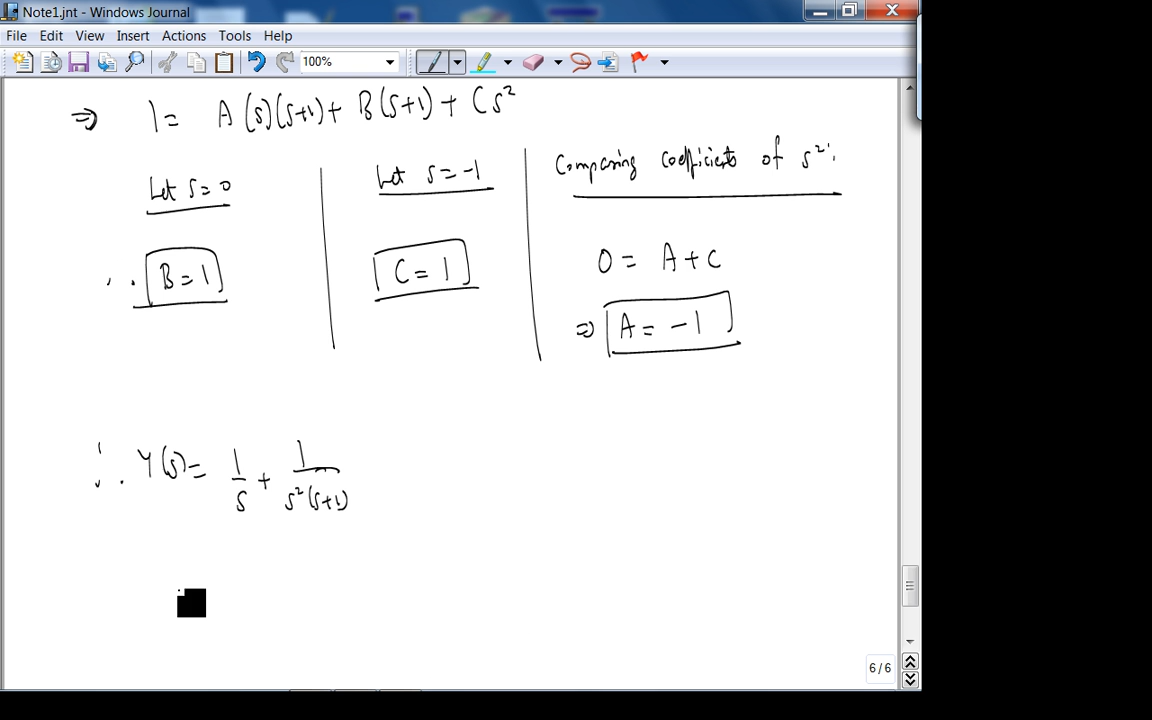 Note1.jnt - Windows Journal
File Edit View Insert Actions Tools Help
100%
⇒ 1 = A(s)(s+1) + B(s+1) + Cs²
Let s=0
Let s=-1
Comparing coefficients of s²:
∴ B=1
C=1
0 = A+C
⇒ A = -1
∴ Y(s) = 1/s + 1/s²(s+1)
6/6